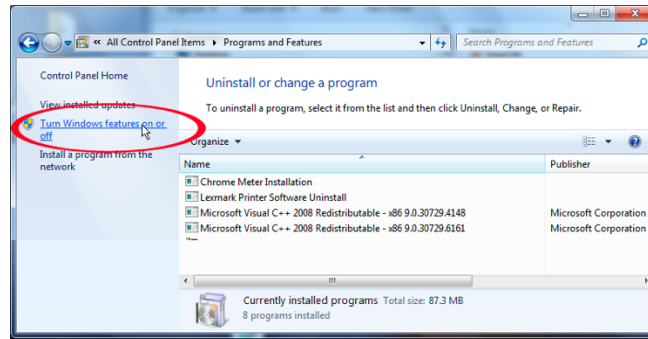 « All Control Panel Items ▸ Programs and Features
Search Programs and Features
Control Panel Home
View installed updates
Turn Windows features on or
off
Install a program from the
network
Uninstall or change a program
To uninstall a program, select it from the list and then click Uninstall, Change, or Repair.
Organize
Name
Publisher
Chrome Meter Installation
Lexmark Printer Software Uninstall
Microsoft Visual C++ 2008 Redistributable - x86 9.0.30729.4148
Microsoft Corporation
Microsoft Visual C++ 2008 Redistributable - x86 9.0.30729.6161
Microsoft Corporation
Currently installed programs Total size: 87.3 MB
8 programs installed